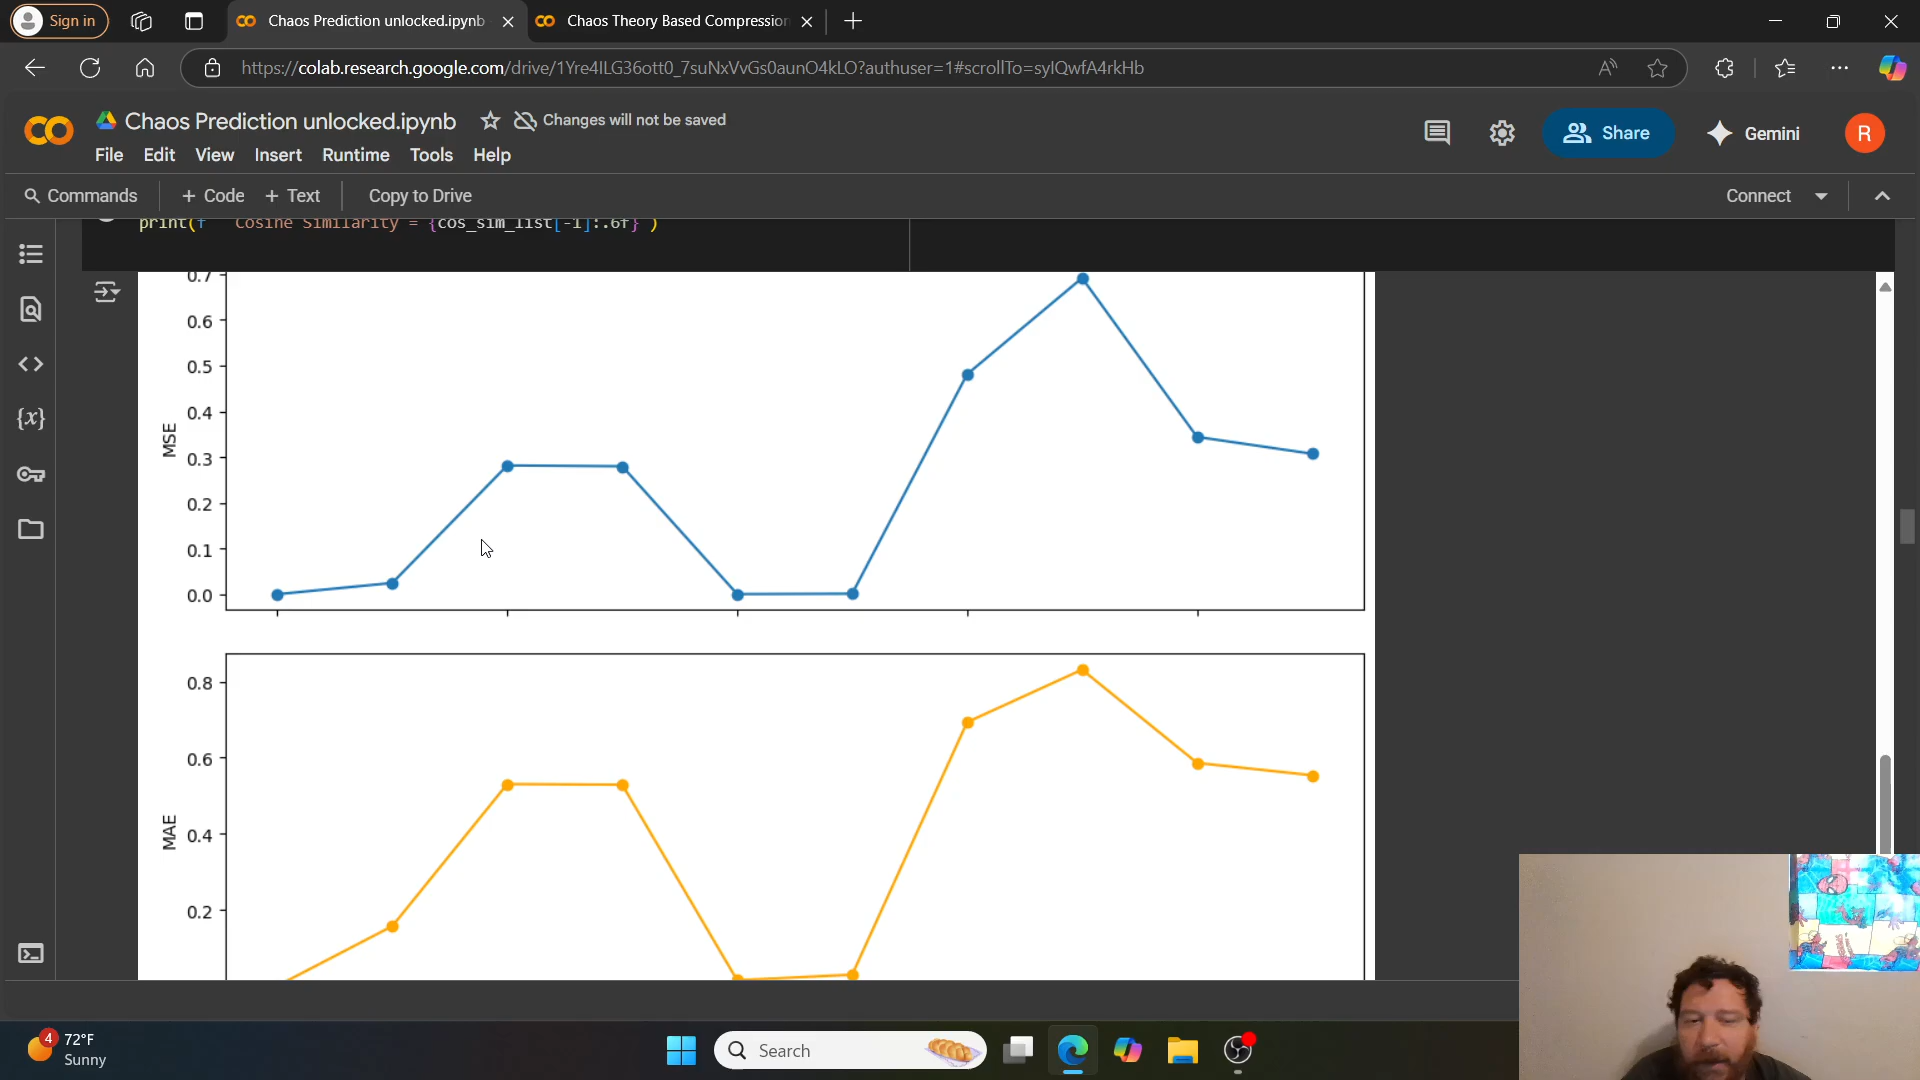 Sign in
Chaos Prediction unlocked.ipynb
Chaos Theory Based Compression
https://colab.research.google.com/drive/1Yre4ILG36ott0_7suNxVvGs0aunO4kLO?authuser=1#scrollTo=sylQwfA4rkHb
Chaos Prediction unlocked.ipynb
Changes will not be saved
File Edit View Insert Runtime Tools Help
Share
Gemini
R
Commands
+ Code + Text
Copy to Drive
Connect
print(f" Cosine Similarity = {cos_sim_list[-1]:.6f}")
0.7
0.6
0.5
0.4
0.3
0.2
0.1
0.0
MSE
0.8
0.6
0.4
0.2
MAE
4
72°F
Sunny
Search